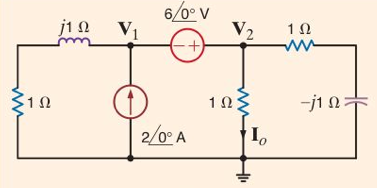 6/0° V
j1 Ω V₁ − + V₂ 1 Ω
1 Ω 1 Ω −j1 Ω
2/0° A Iₒ